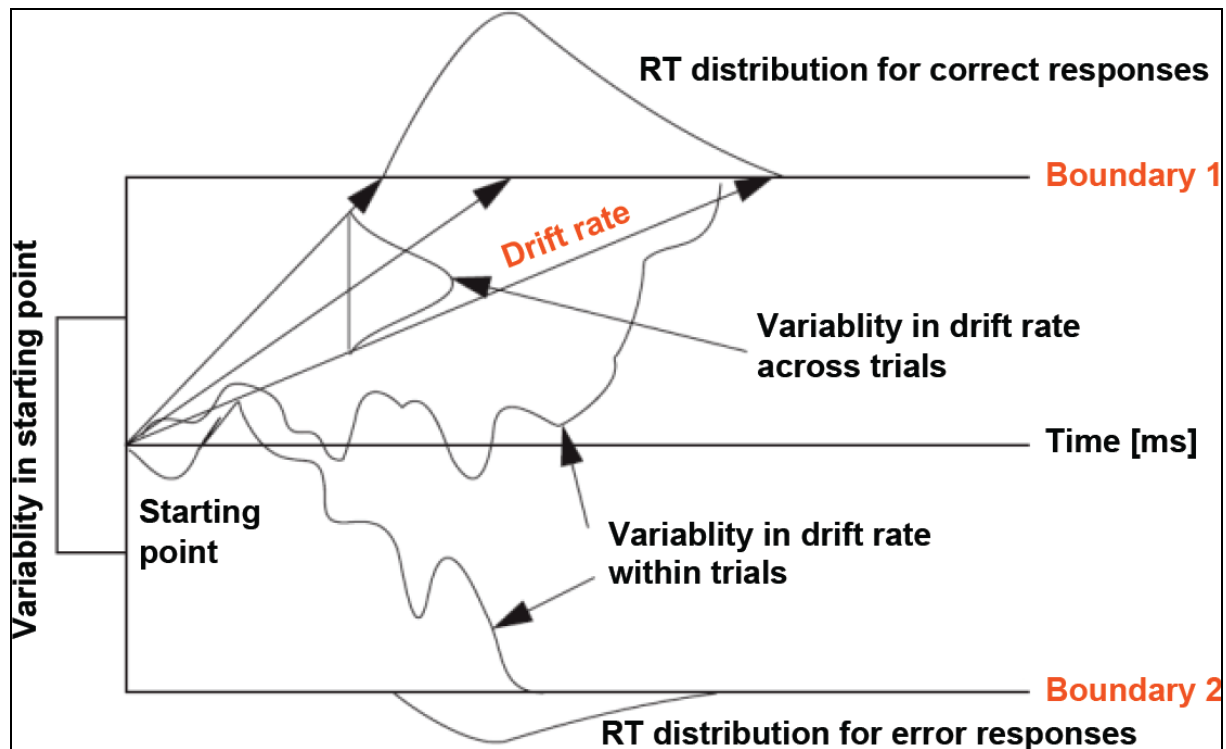 RT distribution for correct responses
Boundary 1
Drift rate
Variablity in starting point
Variablity in drift rate
across trials
Time [ms]
Starting
point
Variablity in drift rate
within trials
Boundary 2
RT distribution for error responses